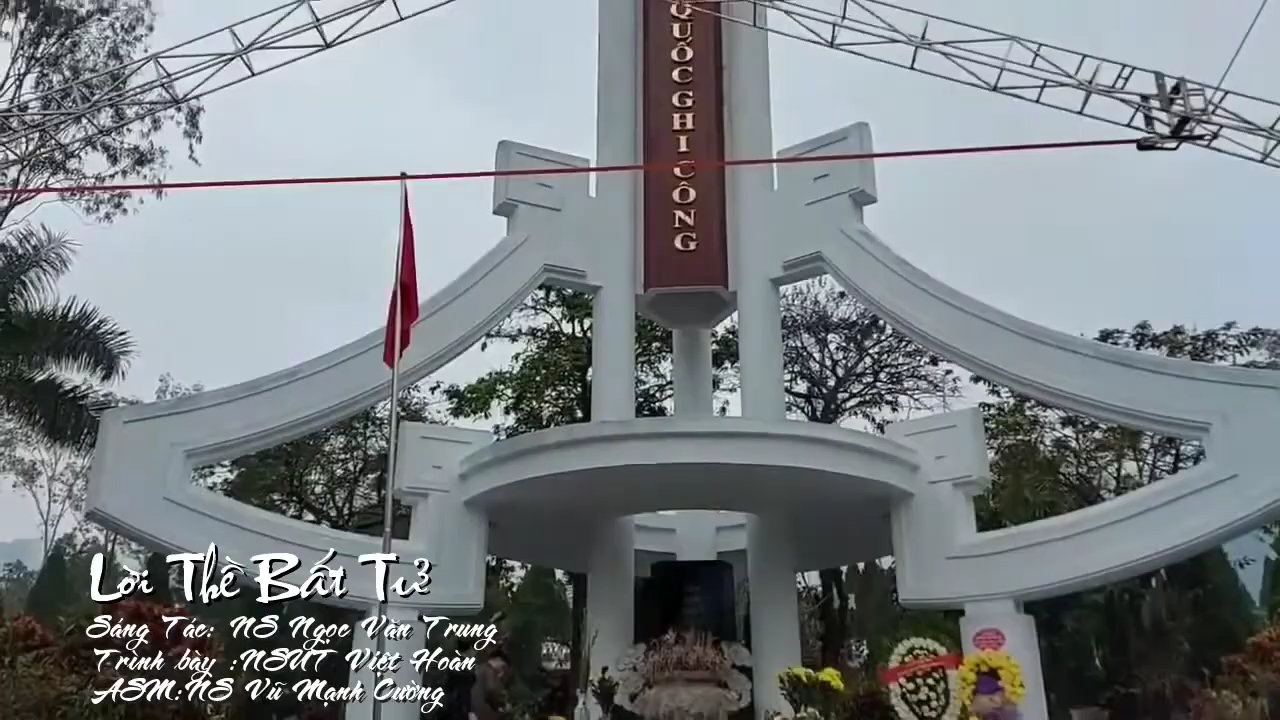 QUỐC GHI CÔNG
Lời Thề Bất Tử
Sáng Tác: NS Ngọc Văn Trung
Trình bày :NSUT Việt Hoàn
ASM:NS Vũ Mạnh Cường